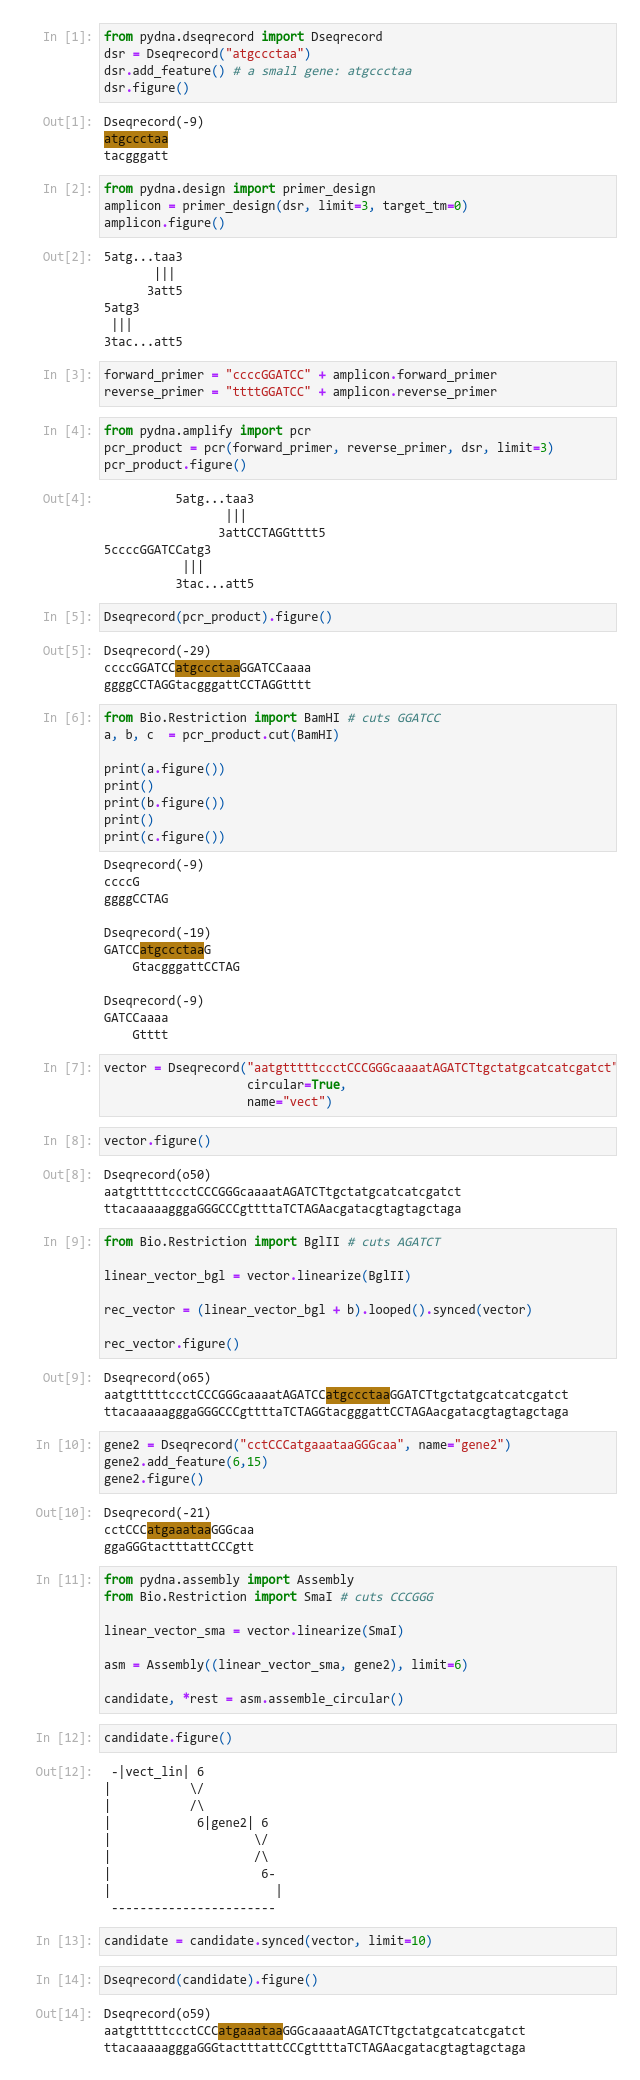 In [1]: from pydna.dseqrecord import Dseqrecord
dsr = Dseqrecord("atgccctaa")
dsr.add_feature() # a small gene: atgccctaa
dsr.figure()
Out[1]: Dseqrecord(-9)
atgccctaa
tacgggatt
In [2]: from pydna.design import primer_design
amplicon = primer_design(dsr, limit=3, target_tm=0)
amplicon.figure()
Out[2]: 5atg...taa3
       |||
      3att5
5atg3
 |||
3tac...att5
In [3]: forward_primer = "ccccGGATCC" + amplicon.forward_primer
reverse_primer = "ttttGGATCC" + amplicon.reverse_primer
In [4]: from pydna.amplify import pcr
pcr_product = pcr(forward_primer, reverse_primer, dsr, limit=3)
pcr_product.figure()
Out[4]:           5atg...taa3
                 |||
                3attCCTAGGtttt5
5ccccGGATCCatg3
           |||
          3tac...att5
In [5]: Dseqrecord(pcr_product).figure()
Out[5]: Dseqrecord(-29)
ccccGGATCCatgccctaaGGATCCaaaa
ggggCCTAGGtacgggattCCTAGGtttt
In [6]: from Bio.Restriction import BamHI # cuts GGATCC
a, b, c  = pcr_product.cut(BamHI)
print(a.figure())
print()
print(b.figure())
print()
print(c.figure())
Dseqrecord(-9)
ccccG
ggggCCTAG
Dseqrecord(-19)
GATCCatgccctaaG
    GtacgggattCCTAG
Dseqrecord(-9)
GATCCaaaa
    Gtttt
In [7]: vector = Dseqrecord("aatgtttttccctCCCGGGcaaaatAGATCTtgctatgcatcatcgatct"
circular=True,
name="vect")
In [8]: vector.figure()
Out[8]: Dseqrecord(o50)
aatgtttttccctCCCGGGcaaaatAGATCTtgctatgcatcatcgatct
ttacaaaaagggaGGGCCCgttttaTCTAGAacgatacgtagtagctaga
In [9]: from Bio.Restriction import BglII # cuts AGATCT
linear_vector_bgl = vector.linearize(BglII)
rec_vector = (linear_vector_bgl + b).looped().synced(vector)
rec_vector.figure()
Out[9]: Dseqrecord(o65)
aatgtttttccctCCCGGGcaaaatAGATCCatgccctaaGGATCTtgctatgcatcatcgatct
ttacaaaaagggaGGGCCCgttttaTCTAGGtacgggattCCTAGAacgatacgtagtagctaga
In [10]: gene2 = Dseqrecord("cctCCCatgaaataaGGGcaa", name="gene2")
gene2.add_feature(6,15)
gene2.figure()
Out[10]: Dseqrecord(-21)
cctCCCatgaaataaGGGcaa
ggaGGGtactttattCCCgtt
In [11]: from pydna.assembly import Assembly
from Bio.Restriction import SmaI # cuts CCCGGG
linear_vector_sma = vector.linearize(SmaI)
asm = Assembly((linear_vector_sma, gene2), limit=6)
candidate, *rest = asm.assemble_circular()
In [12]: candidate.figure()
Out[12]:  -|vect_lin| 6
|           \/
|           /\
|            6|gene2| 6
|                    \/
|                    /\
|                     6-
|                       |
 -----------------------
In [13]: candidate = candidate.synced(vector, limit=10)
In [14]: Dseqrecord(candidate).figure()
Out[14]: Dseqrecord(o59)
aatgtttttccctCCCatgaaataaGGGcaaaatAGATCTtgctatgcatcatcgatct
ttacaaaaagggaGGGtactttattCCCgttttaTCTAGAacgatacgtagtagctaga